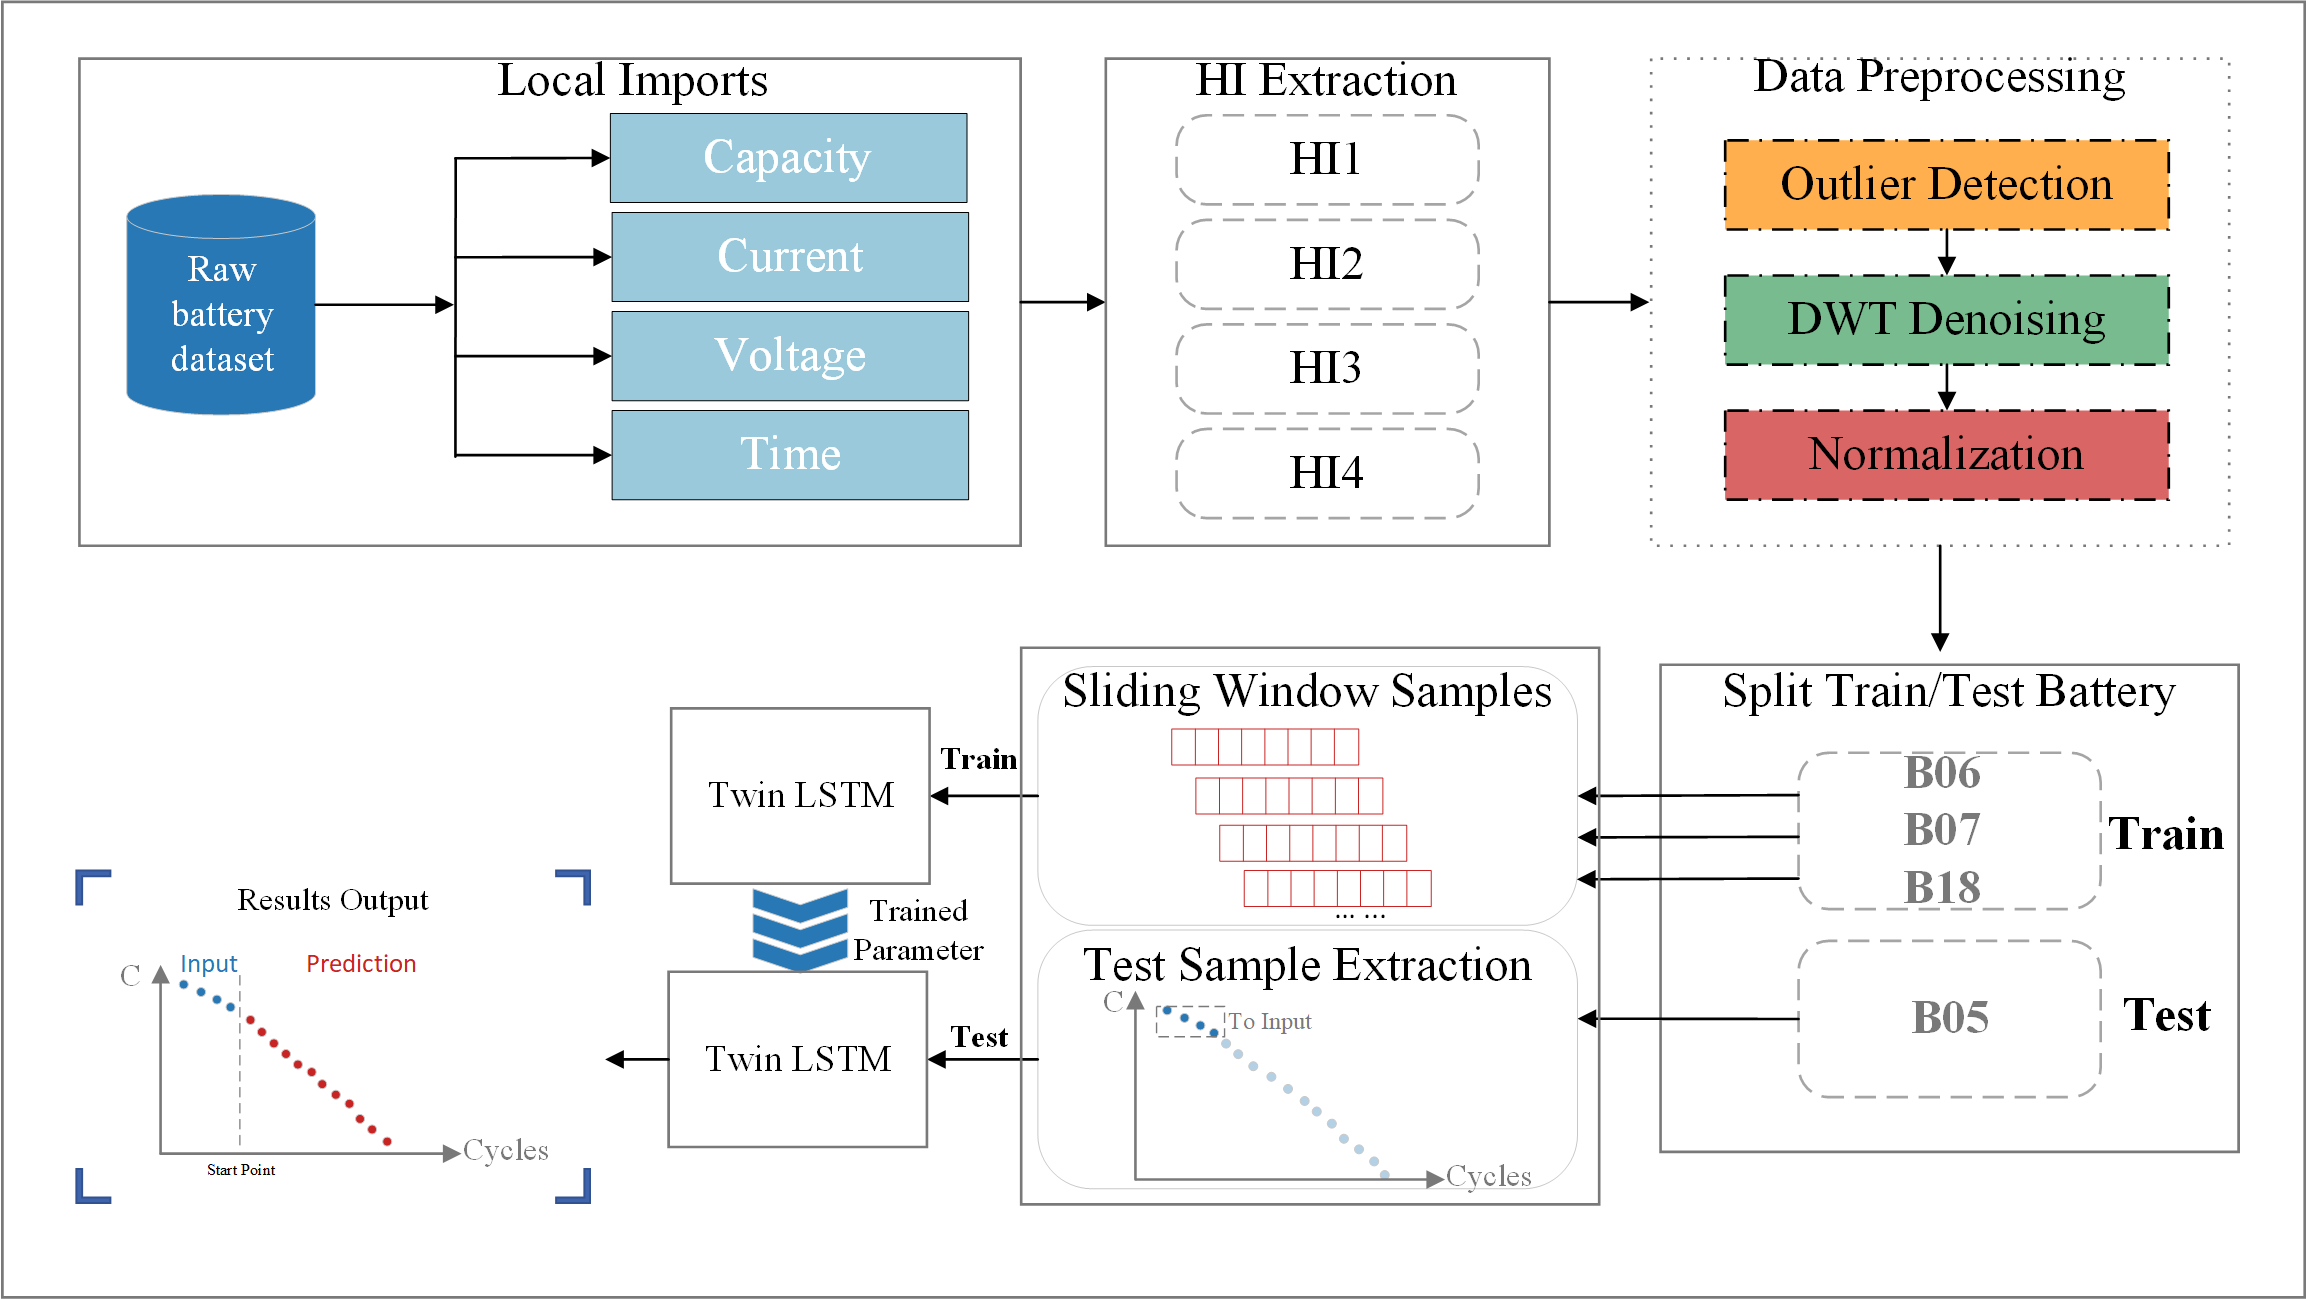 Local Imports
Raw
battery
dataset
Capacity
Current
Voltage
Time
HI Extraction
HI1
HI2
HI3
HI4
Data Preprocessing
Outlier Detection
DWT Denoising
Normalization
Split Train/Test Battery
B06
B07
B18
Train
B05
Test
Sliding Window Samples
... ...
Test Sample Extraction
C
To Input
Cycles
Train
Twin LSTM
Trained
Parameter
Test
Twin LSTM
Results Output
Input
Prediction
C
Cycles
Start Point